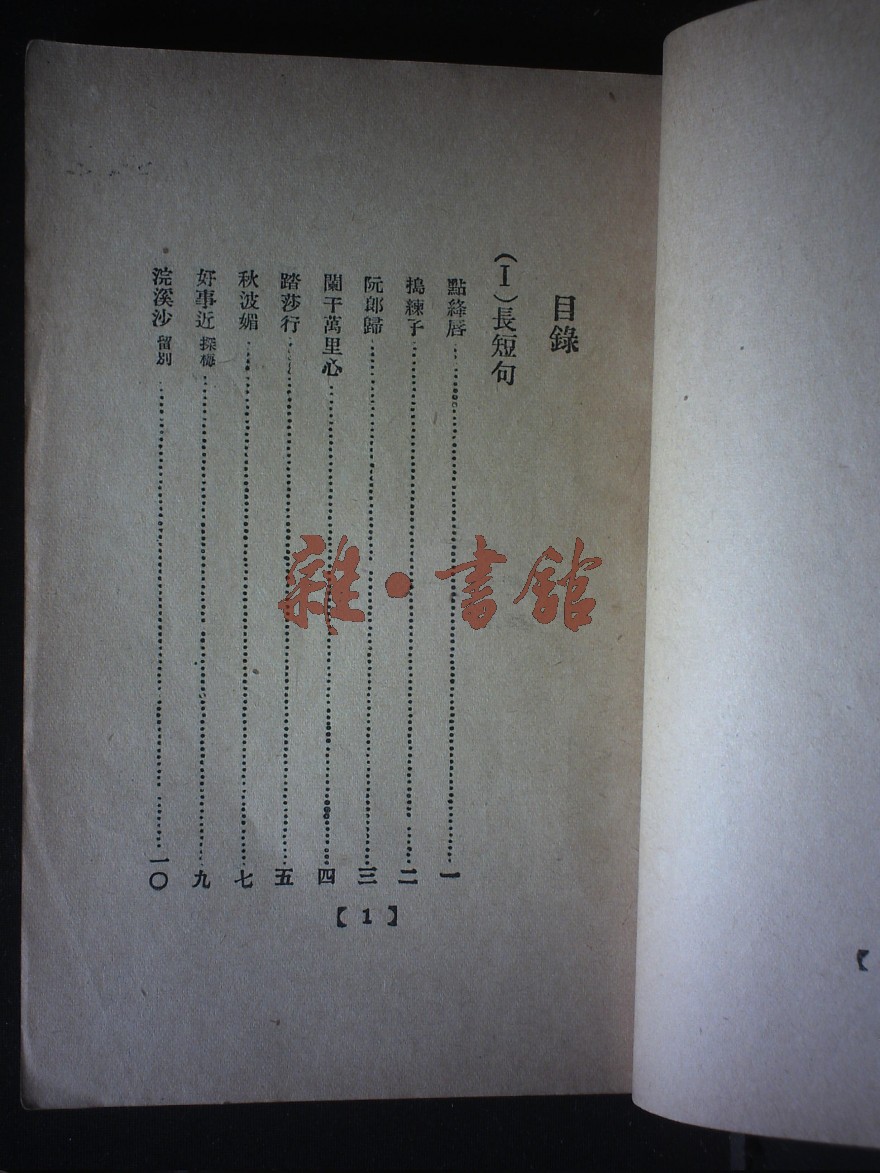 目錄
(I)長短句
點絳唇……一
搗練子……二
阮郎歸……三
闌干萬里心……四
踏莎行……五
秋波媚……七
好事近 探梅……九
浣溪沙 留別……一〇
【1】
雜·書館